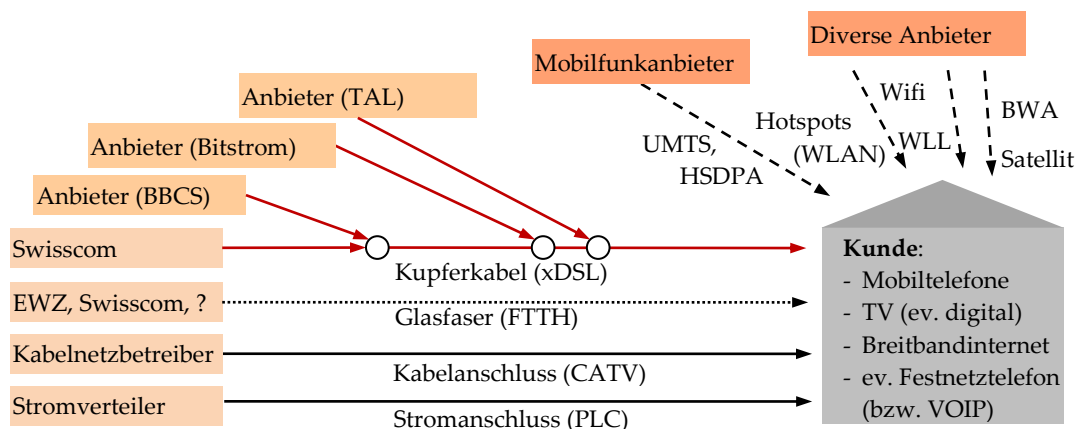 Diverse Anbieter
Mobilfunkanbieter
Wifi
BWA
Anbieter (TAL)
Hotspots
(WLAN)
UMTS,
HSDPA
WLL
Satellit
Anbieter (Bitstrom)
Anbieter (BBCS)
Swisscom
Kupferkabel (xDSL)
EWZ, Swisscom, ?
Glasfaser (FTTH)
Kabelnetzbetreiber
Kabelanschluss (CATV)
Stromverteiler
Stromanschluss (PLC)
Kunde:
- Mobiltelefone
- TV (ev. digital)
- Breitbandinternet
- ev. Festnetztelefon
(bzw. VOIP)